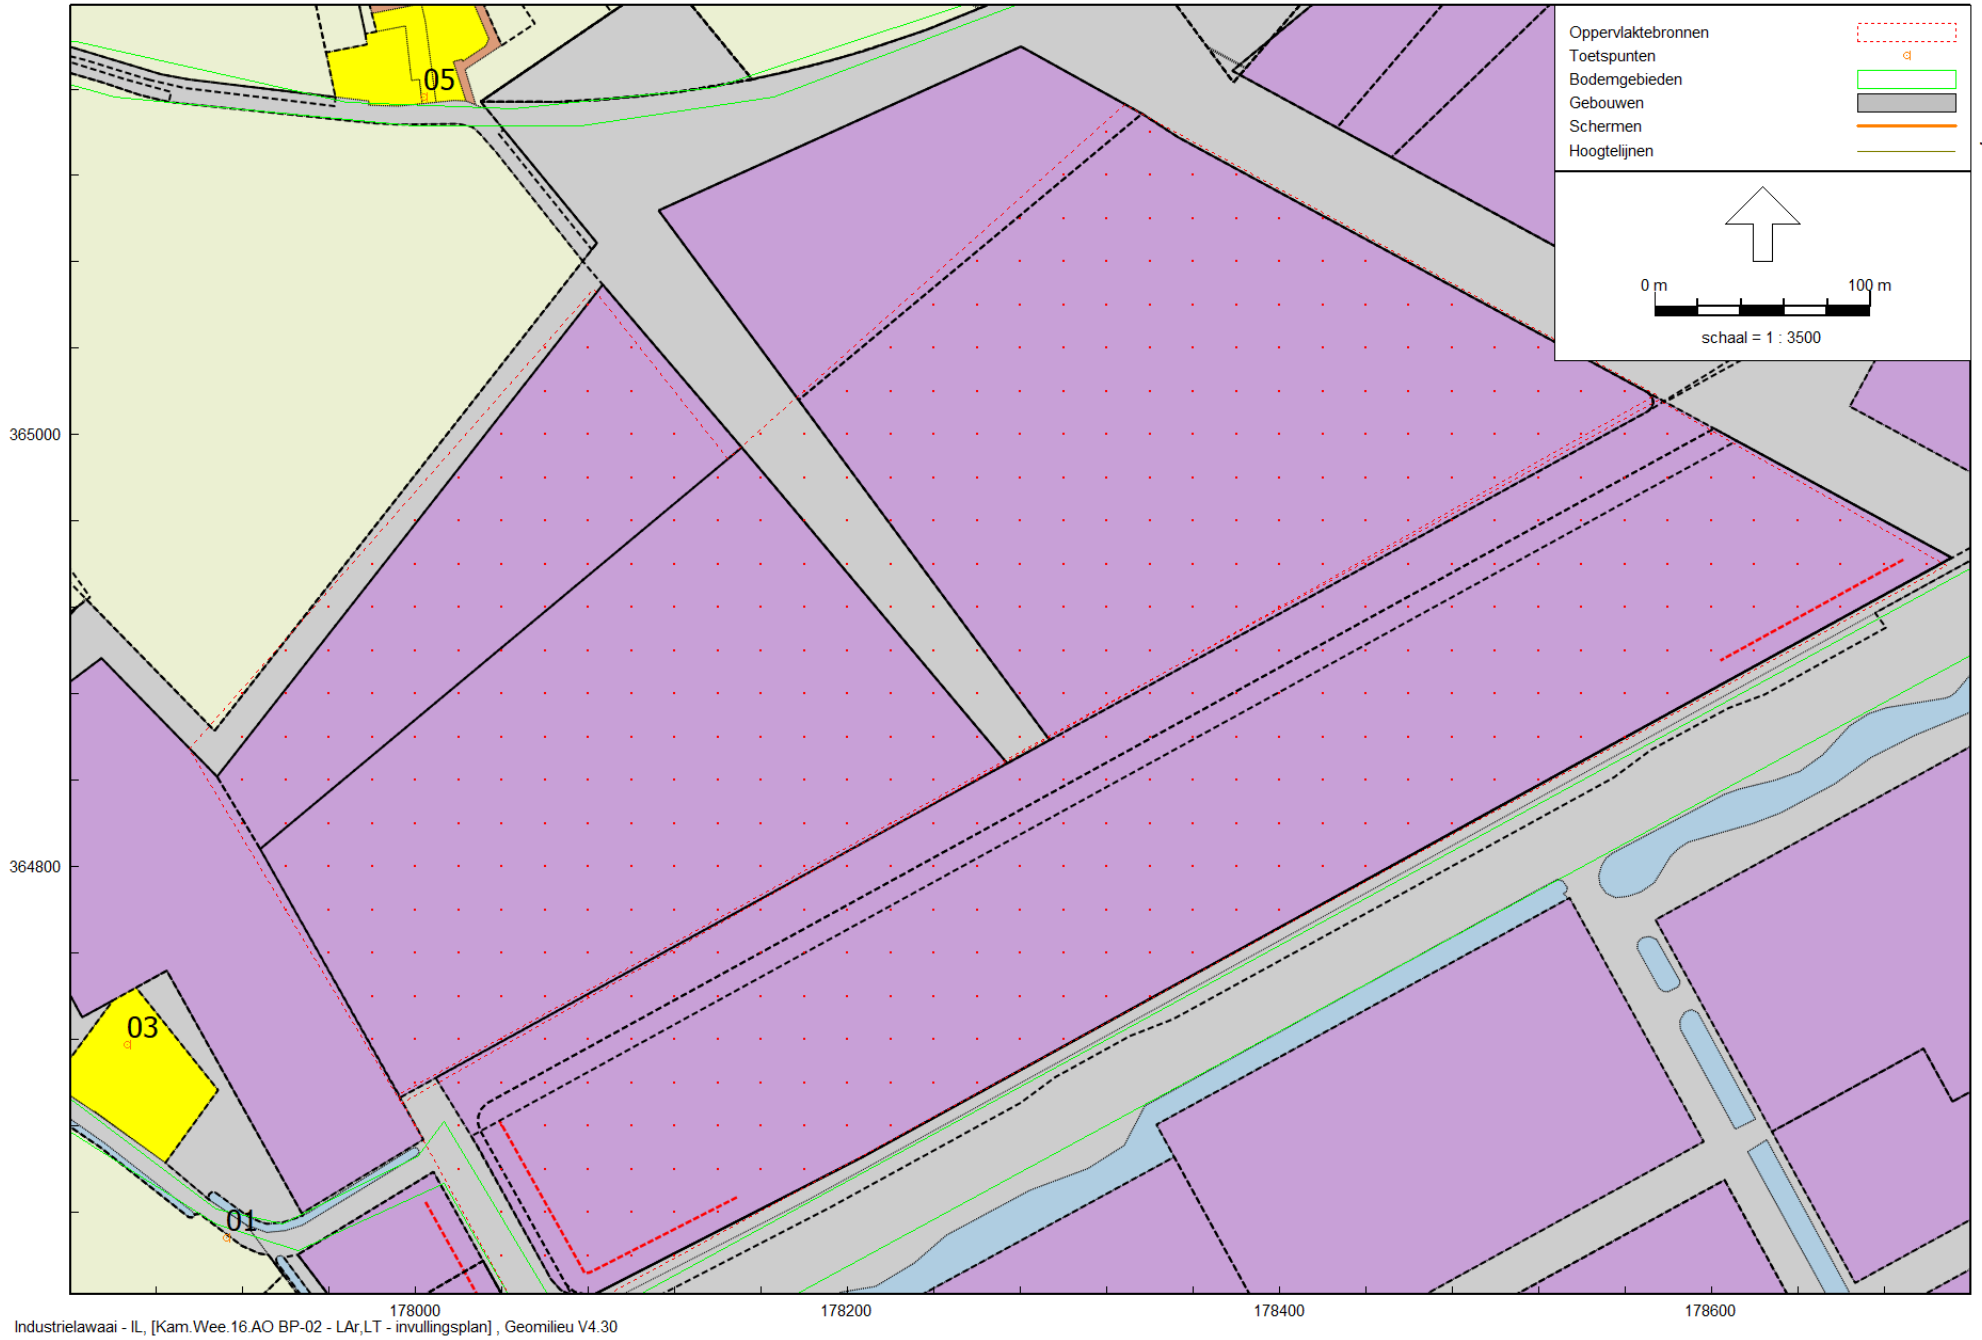 05
Oppervlaktebronnen
Toetspunten
Bodemgebieden
Gebouwen
Schermen
Hoogtelijnen
0 m 100 m
schaal = 1 : 3500
365000
364800
03
01
178000 178200 178400 178600
Industrielawaai - IL, [Kam.Wee.16.AO BP-02 - LAr,LT - invullingsplan] , Geomilieu V4.30